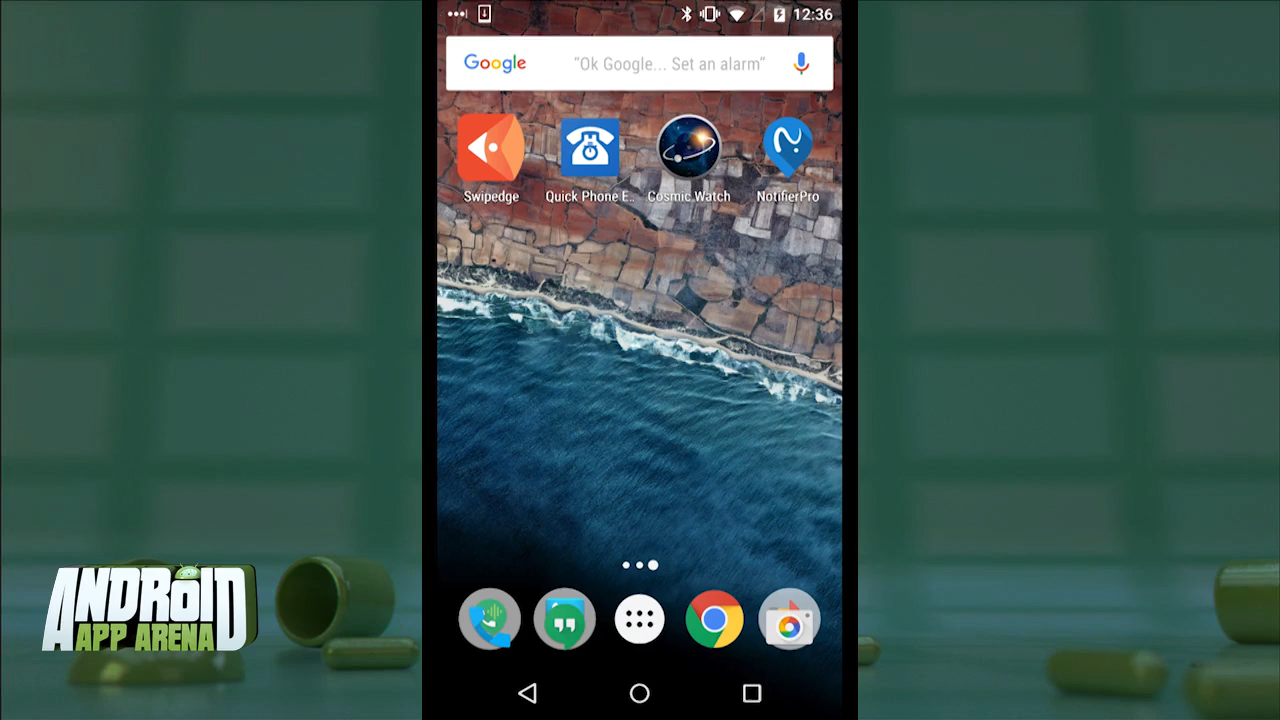 12:36
Google "Ok Google... Set an alarm"
Swipedge Quick Phone E.. Cosmic Watch NotifierPro
ANDROID
APP ARENA